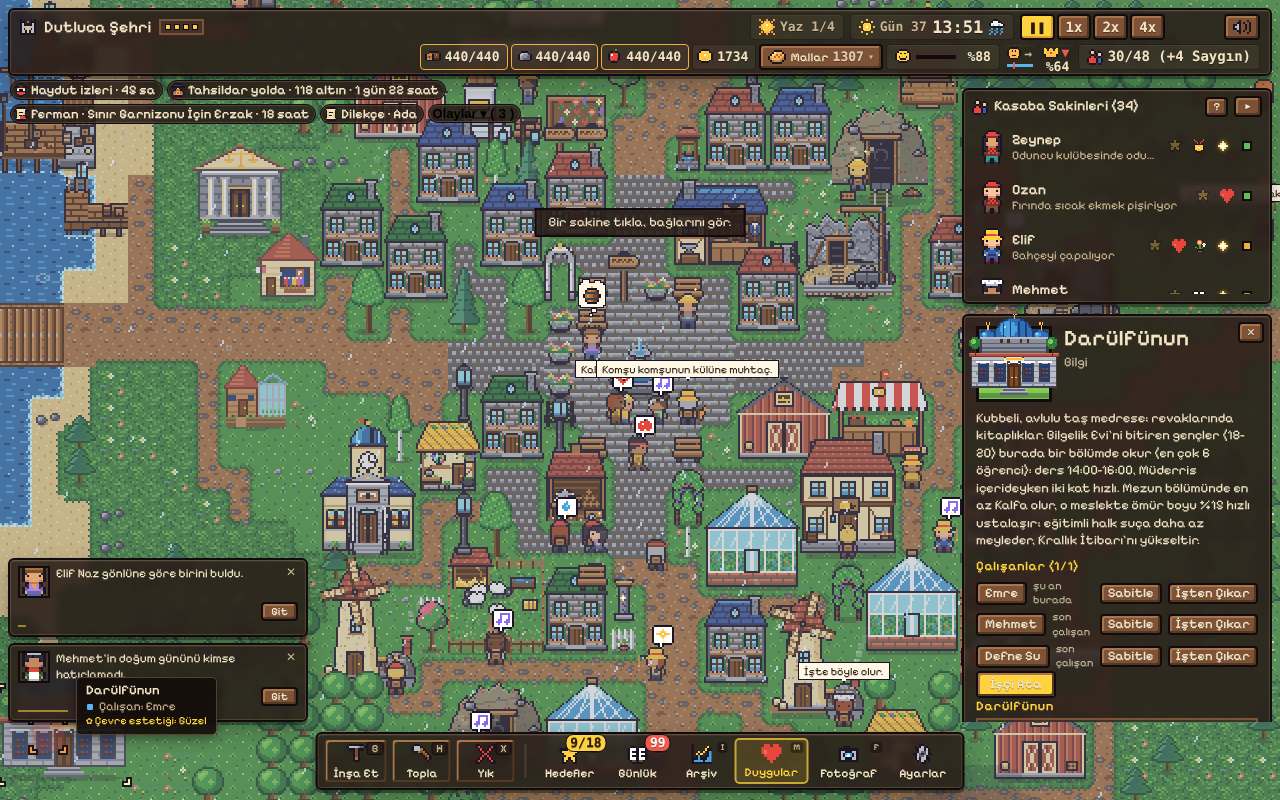 Dutluca Şehri
Yaz 1/4
Gün 37 13:51
1x
2x
4x
440/440
440/440
440/440
1734
Mallar 1307
%88
%64
30/48 (+4 Saygın)
Haydut izleri · 4S sa
Tahsildar yolda · 118 altın · 1 gün 22 saat
Ferman · Sınır Garnizonu İçin Erzak · 18 saat
Dilekçe · Ada
Olaylar ▾ ( 3 )
Bir sakine tıkla, bağlarını gör.
Komşu komşunun külüne muhtaç.
İşte böyle olur.
Kasaba Sakinleri (34)
?
Zeynep
Oduncu kulübesinde odu...
Ozan
Fırında sıcak ekmek pişiriyor
Elif
Bahçeyi çapalıyor
Mehmet
Darülfünun
Bilgi
Kubbeli, avlulu taş medrese: revaklarında
kitaplıklar. Bilgelik Evi'ni bitiren gençler (18-
20) burada bir bölümde okur (en çok 6
öğrenci): ders 14:00-16:00, Müderris
içerideyken iki kat hızlı. Mezun bölümünde en
az Kalfa olur, o meslekte ömür boyu %18 hızlı
ustalaşır; eğitimli halk suça daha az
meyleder, Krallık İtibarı'nı yükseltir.
Çalışanlar (1/1)
Emre
şu an
burada
Sabitle
İşten Çıkar
Mehmet
son
çalışan
Sabitle
İşten Çıkar
Defne Su
son
çalışan
Sabitle
İşten Çıkar
İşçi Ata
Darülfünun
Elif Naz gönlüne göre birini buldu.
Git
Mehmet'in doğum gününü kimse
hatırlamadı.
Git
Darülfünun
Çalışan: Emre
Çevre estetiği: Güzel
İnşa Et
B
Topla
H
Yık
X
9/18
Hedefler
99
Günlük
Arşiv
I
Duygular
M
Fotoğraf
F
Ayarlar